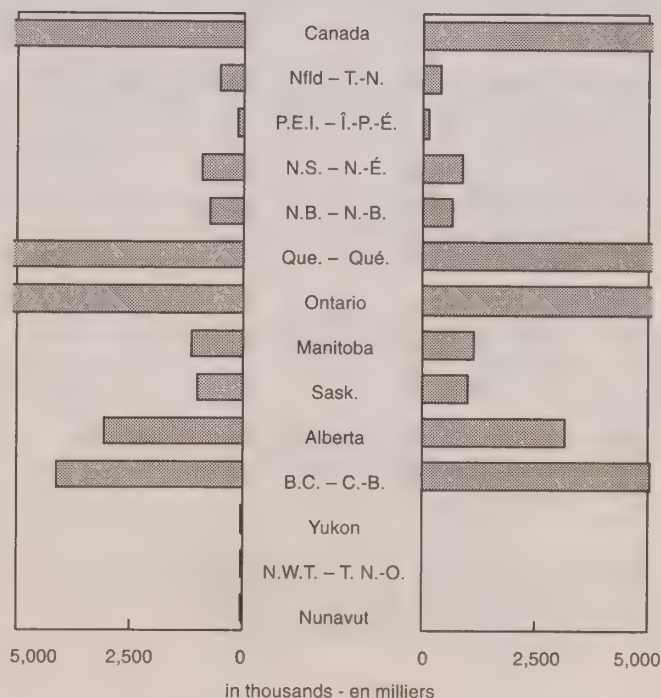 Canada
Nfld – T.-N.
P.E.I. – Î.-P.-É.
N.S. – N.-É.
N.B. – N.-B.
Que. – Qué.
Ontario
Manitoba
Sask.
Alberta
B.C. – C.-B.
Yukon
N.W.T. – T. N.-O.
Nunavut
5,000 2,500 0 0 2,500 5,000
in thousands - en milliers